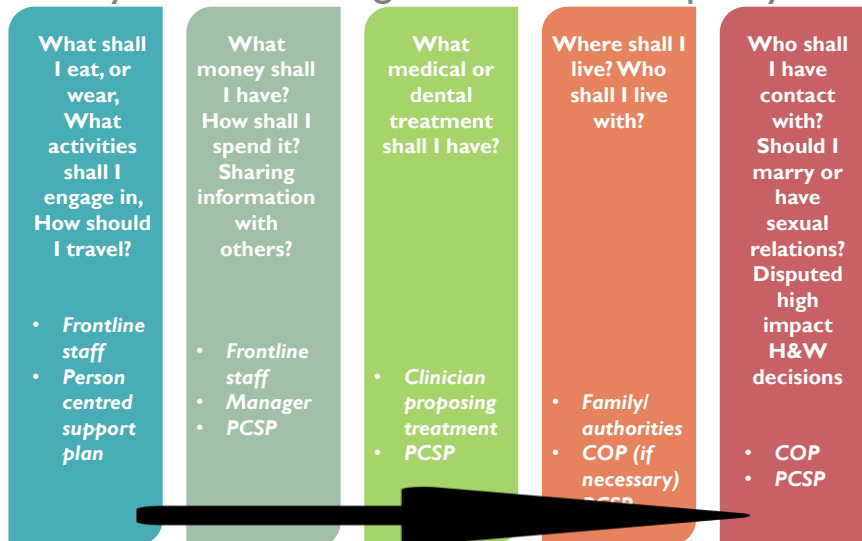 What shall
I eat, or
wear,
What
activities
shall I
engage in,
How should
I travel?
• Frontline
staff
• Person
centred
support
plan
What
money shall
I have?
How shall I
spend it?
Sharing
information
with
others?
• Frontline
staff
• Manager
• PCSP
What
medical or
dental
treatment
shall I have?
• Clinician
proposing
treatment
• PCSP
Where shall I
live? Who
shall I live
with?
• Family/
authorities
• COP (if
necessary)
Who shall
I have
contact
with?
Should I
marry or
have
sexual
relations?
Disputed
high
impact
H&W
decisions
• COP
• PCSP